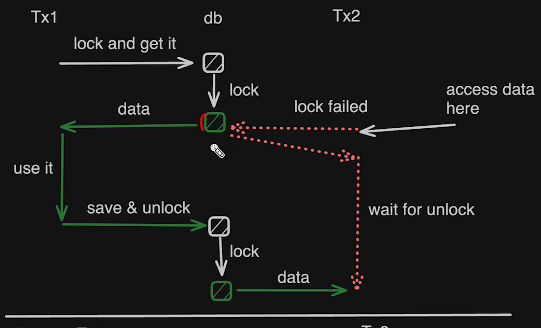 Tx1 db Tx2
lock and get it
lock
access data
here
data
lock failed
use it
save & unlock
wait for unlock
lock
data